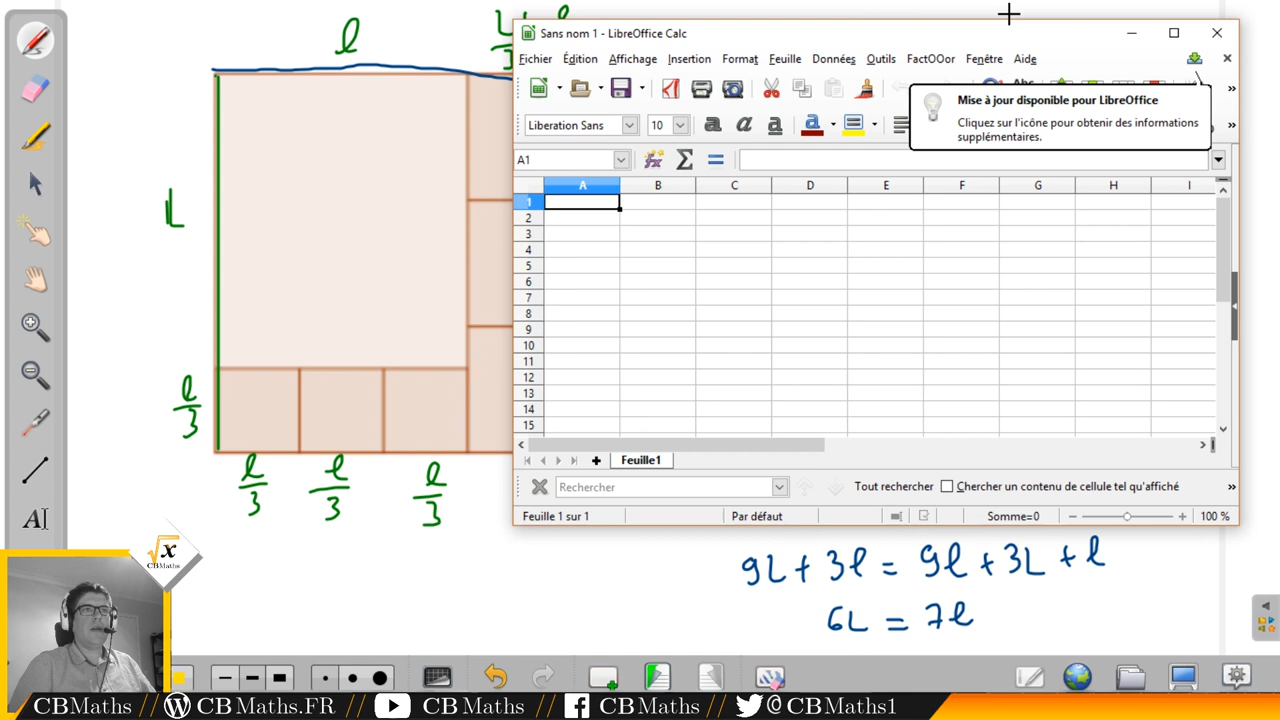 l
L
l/3
l/3 l/3 l/3
Sans nom 1 - LibreOffice Calc
Fichier Édition Affichage Insertion Format Feuille Données Outils FactOOor Fenêtre Aide
Mise à jour disponible pour LibreOffice
Cliquez sur l'icône pour obtenir des informations
supplémentaires.
Liberation Sans 10
A1
A B C D E F G H I
1
2
3
4
5
6
7
8
9
10
11
12
13
14
15
Feuille1
Rechercher Tout rechercher Chercher un contenu de cellule tel qu'affiché
Feuille 1 sur 1 Par défaut Somme=0 100 %
9L + 3l = 9l + 3L + l
6L = 7l
√x
CBMaths
CBMaths // CBMaths.FR // CBMaths // CBMaths // @CBMaths1